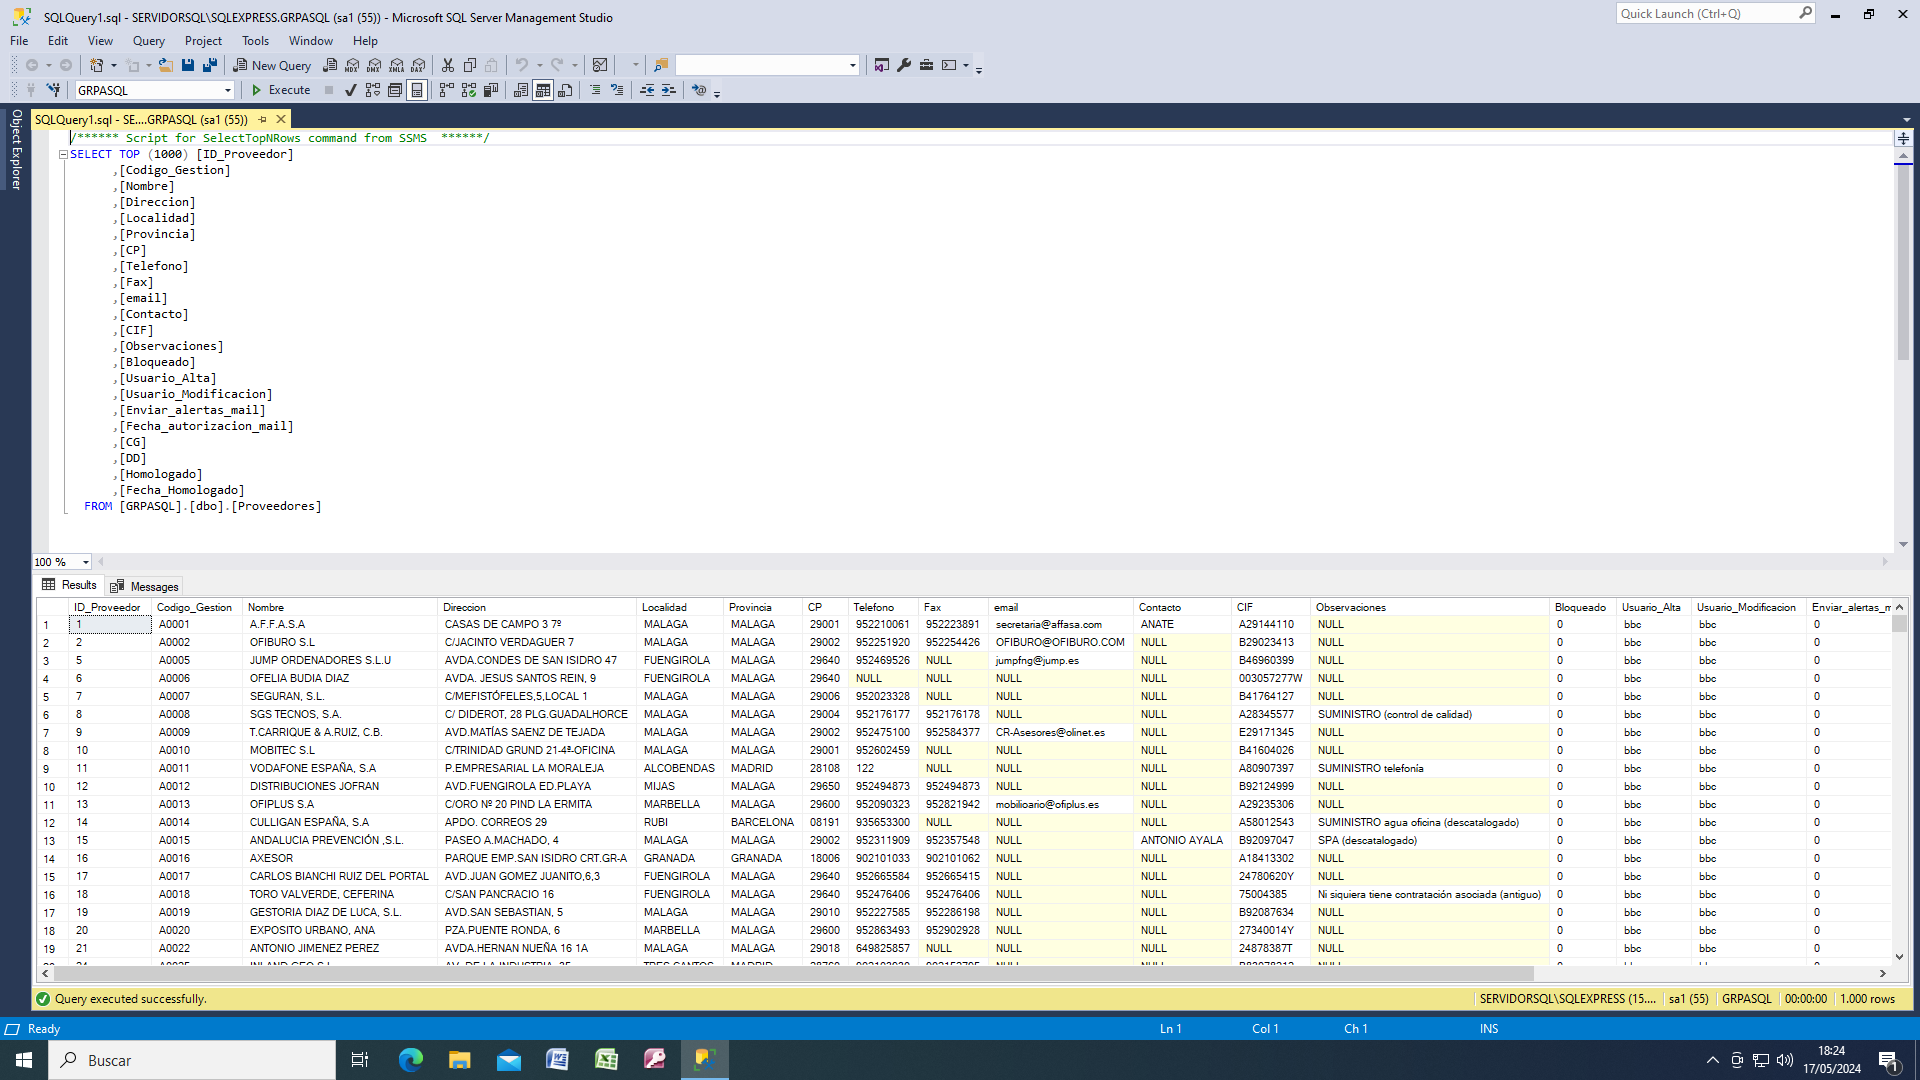 SQLQuery1.sql - SERVIDORSQL\SQLEXPRESS.GRPASQL (sa1 (55)) - Microsoft SQL Server Management Studio
Quick Launch (Ctrl+Q)
File Edit View Query Project Tools Window Help
New Query
GRPASQL Execute
Object Explorer
SQLQuery1.sql - SE....GRPASQL (sa1 (55))
/****** Script for SelectTopNRows command from SSMS ******/
SELECT TOP (1000) [ID_Proveedor]
,[Codigo_Gestion]
,[Nombre]
,[Direccion]
,[Localidad]
,[Provincia]
,[CP]
,[Telefono]
,[Fax]
,[email]
,[Contacto]
,[CIF]
,[Observaciones]
,[Bloqueado]
,[Usuario_Alta]
,[Usuario_Modificacion]
,[Enviar_alertas_mail]
,[Fecha_autorizacion_mail]
,[CG]
,[DD]
,[Homologado]
,[Fecha_Homologado]
FROM [GRPASQL].[dbo].[Proveedores]
100 %
Results Messages
ID_Proveedor Codigo_Gestion Nombre Direccion Localidad Provincia CP Telefono Fax email Contacto CIF Observaciones Bloqueado Usuario_Alta Usuario_Modificacion Enviar_alertas_m
1 1 A0001 A.F.F.A.S.A CASAS DE CAMPO 3 7º MALAGA MALAGA 29001 952210061 952223891 secretaria@affasa.com ANATE A29144110 NULL 0 bbc bbc 0
2 2 A0002 OFIBURO S.L C/JACINTO VERDAGUER 7 MALAGA MALAGA 29002 952251920 952254426 OFIBURO@OFIBURO.COM NULL B29023413 NULL 0 bbc bbc 0
3 5 A0005 JUMP ORDENADORES S.L.U AVDA.CONDES DE SAN ISIDRO 47 FUENGIROLA MALAGA 29640 952469526 NULL jumpfng@jump.es NULL B46960399 NULL 0 bbc bbc 0
4 6 A0006 OFELIA BUDIA DIAZ AVDA. JESUS SANTOS REIN, 9 FUENGIROLA MALAGA 29640 NULL NULL NULL NULL 003057277W NULL 0 bbc bbc 0
5 7 A0007 SEGURAN, S.L. C/MEFISTÓFELES,5,LOCAL 1 MALAGA MALAGA 29006 952023328 NULL NULL NULL B41764127 NULL 0 bbc bbc 0
6 8 A0008 SGS TECNOS, S.A. C/ DIDEROT, 28 PLG.GUADALHORCE MALAGA MALAGA 29004 952176177 952176178 NULL NULL A28345577 SUMINISTRO (control de calidad) 0 bbc bbc 0
7 9 A0009 T.CARRIQUE & A.RUIZ, C.B. AVD.MATÍAS SAENZ DE TEJADA MALAGA MALAGA 29002 952475100 952584377 CR-Asesores@olinet.es NULL E29171345 NULL 0 bbc bbc 0
8 10 A0010 MOBITEC S.L C/TRINIDAD GRUND 21-4ª-OFICINA MALAGA MALAGA 29001 952602459 NULL NULL NULL B41604026 NULL 0 bbc bbc 0
9 11 A0011 VODAFONE ESPAÑA, S.A P.EMPRESARIAL LA MORALEJA ALCOBENDAS MADRID 28108 122 NULL NULL NULL A80907397 SUMINISTRO telefonía 0 bbc bbc 0
10 12 A0012 DISTRIBUCIONES JOFRAN AVD.FUENGIROLA ED.PLAYA MIJAS MALAGA 29650 952494873 952494873 NULL NULL B92124999 NULL 0 bbc bbc 0
11 13 A0013 OFIPLUS S.A C/ORO Nº 20 PIND LA ERMITA MARBELLA MALAGA 29600 952090323 952821942 mobilioario@ofiplus.es NULL A29235306 NULL 0 bbc bbc 0
12 14 A0014 CULLIGAN ESPAÑA, S.A APDO. CORREOS 29 RUBI BARCELONA 08191 935653300 NULL NULL NULL A58012543 SUMINISTRO agua oficina (descatalogado) 0 bbc bbc 0
13 15 A0015 ANDALUCIA PREVENCIÓN ,S.L. PASEO A.MACHADO, 4 MALAGA MALAGA 29002 952311909 952357548 NULL ANTONIO AYALA B92097047 SPA (descatalogado) 0 bbc bbc 0
14 16 A0016 AXESOR PARQUE EMP.SAN ISIDRO CRT.GR-A GRANADA GRANADA 18006 902101033 902101062 NULL NULL A18413302 NULL 0 bbc bbc 0
15 17 A0017 CARLOS BIANCHI RUIZ DEL PORTAL AVD.JUAN GOMEZ JUANITO,6,3 FUENGIROLA MALAGA 29640 952665584 952665415 NULL NULL 24780620Y NULL 0 bbc bbc 0
16 18 A0018 TORO VALVERDE, CEFERINA C/SAN PANCRACIO 16 FUENGIROLA MALAGA 29640 952476406 952476406 NULL NULL 75004385 Ni siquiera tiene contratación asociada (antiguo) 0 bbc bbc 0
17 19 A0019 GESTORIA DIAZ DE LUCA, S.L. AVD.SAN SEBASTIAN, 5 MALAGA MALAGA 29010 952227585 952286198 NULL NULL B92087634 NULL 0 bbc bbc 0
18 20 A0020 EXPOSITO URBANO, ANA PZA.PUENTE RONDA, 6 MARBELLA MALAGA 29600 952863493 952902928 NULL NULL 27340014Y NULL 0 bbc bbc 0
19 21 A0022 ANTONIO JIMENEZ PEREZ AVDA.HERNAN NUEÑA 16 1A MALAGA MALAGA 29018 649825857 NULL NULL NULL 24878387T NULL 0 bbc bbc 0
Query executed successfully. SERVIDORSQL\SQLEXPRESS (15.... sa1 (55) GRPASQL 00:00:00 1.000 rows
Ready Ln 1 Col 1 Ch 1 INS
Buscar
18:24
17/05/2024
1